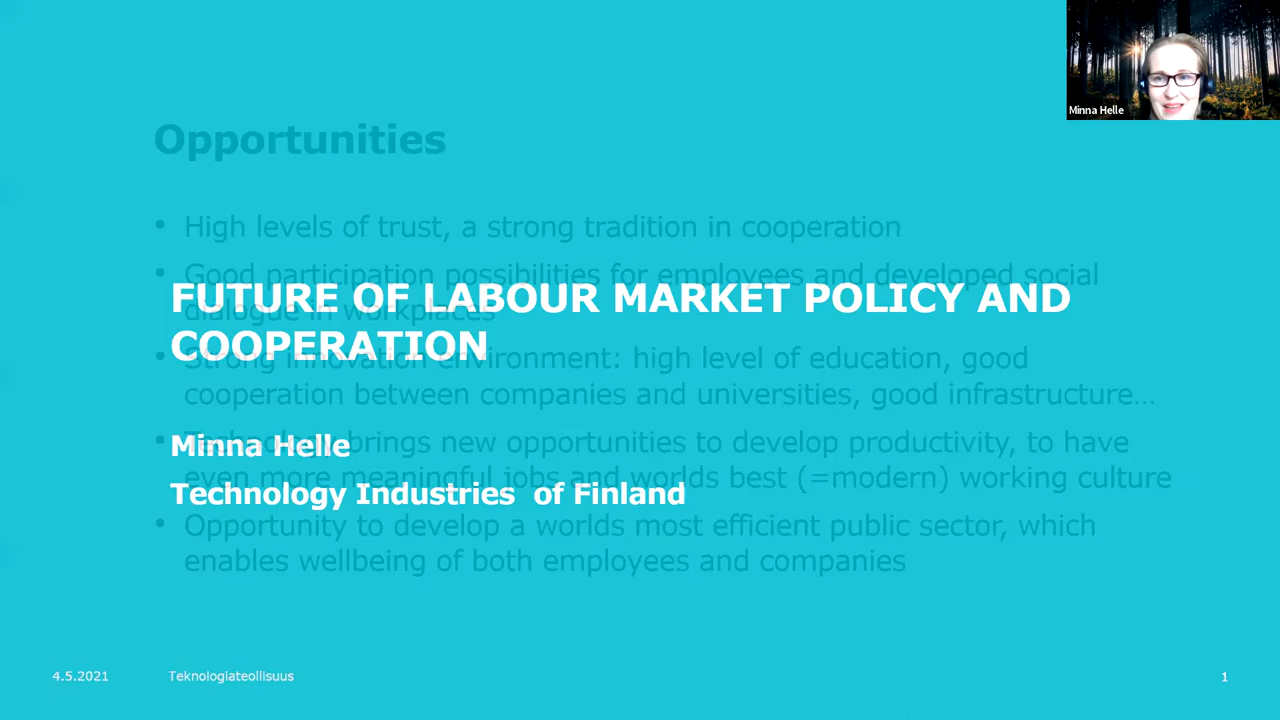 Minna Helle
Opportunities
• High levels of trust, a strong tradition in cooperation
• Good participation possibilities for employees and developed social
dialogue in workplaces
FUTURE OF LABOUR MARKET POLICY AND
COOPERATION
• Strong innovation environment: high level of education, good
cooperation between companies and universities, good infrastructure…
• Technology brings new opportunities to develop productivity, to have
even more meaningful jobs and worlds best (=modern) working culture
Minna Helle
Technology Industries of Finland
• Opportunity to develop a worlds most efficient public sector, which
enables wellbeing of both employees and companies
4.5.2021
Teknologiateollisuus
1